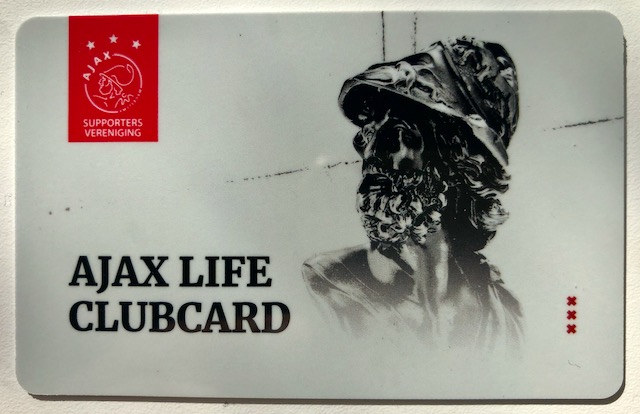 AJAX
SUPPORTERS
VERENIGING
AJAX LIFE
CLUBCARD